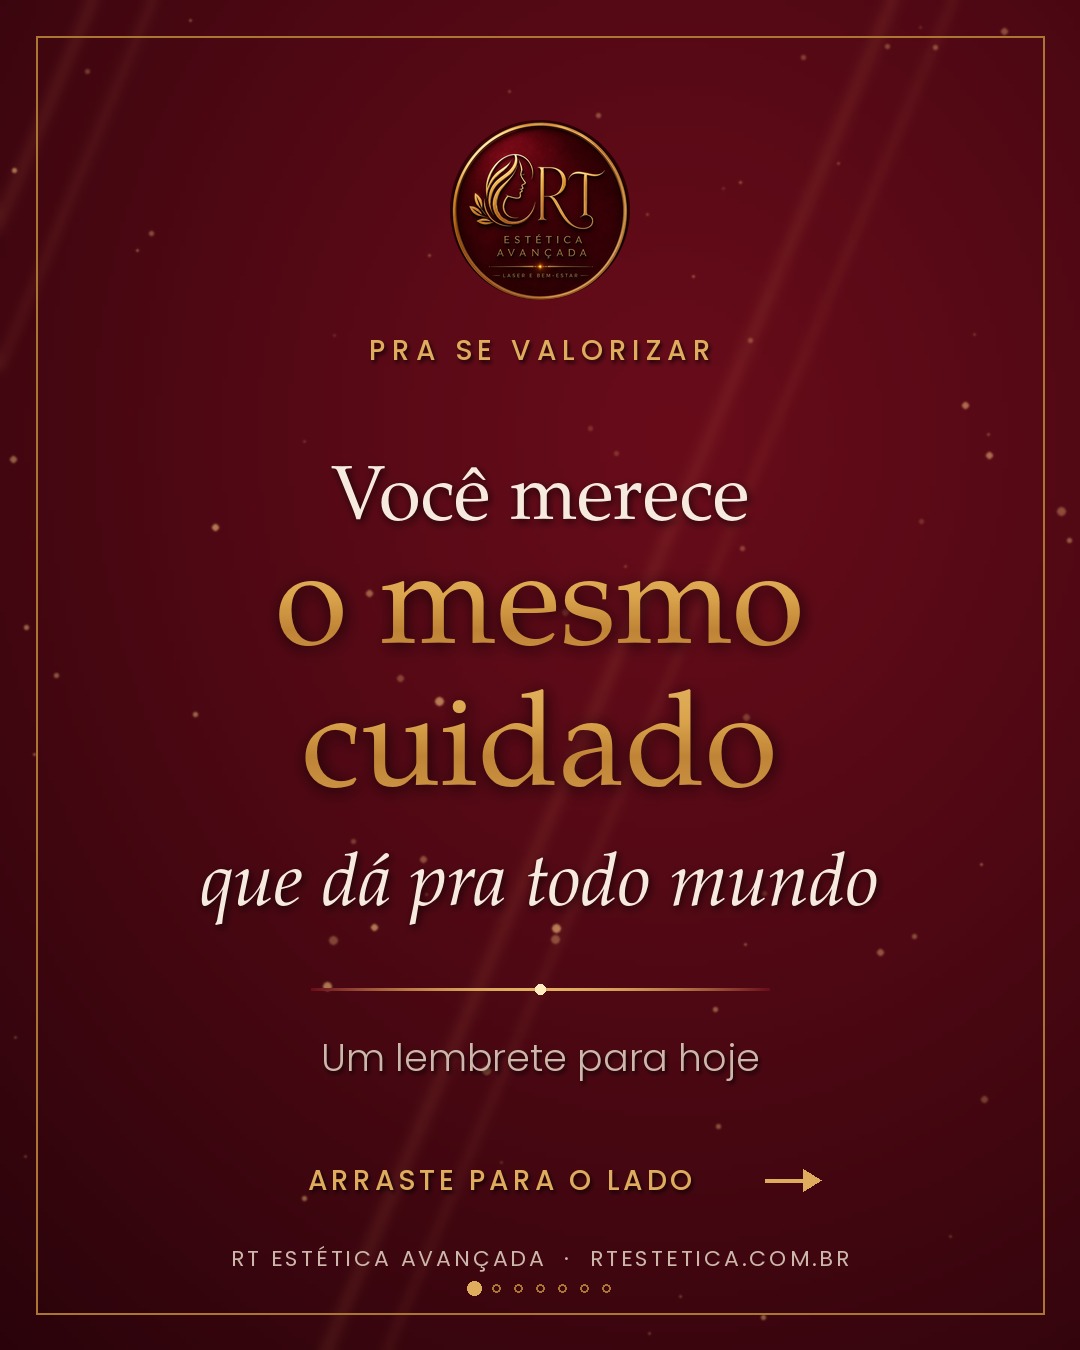 RT
ESTÉTICA
AVANÇADA
LASER E BEM-ESTAR
PRA SE VALORIZAR
Você merece
o mesmo
cuidado
que dá pra todo mundo
Um lembrete para hoje
ARRASTE PARA O LADO
RT ESTÉTICA AVANÇADA · RTESTETICA.COM.BR